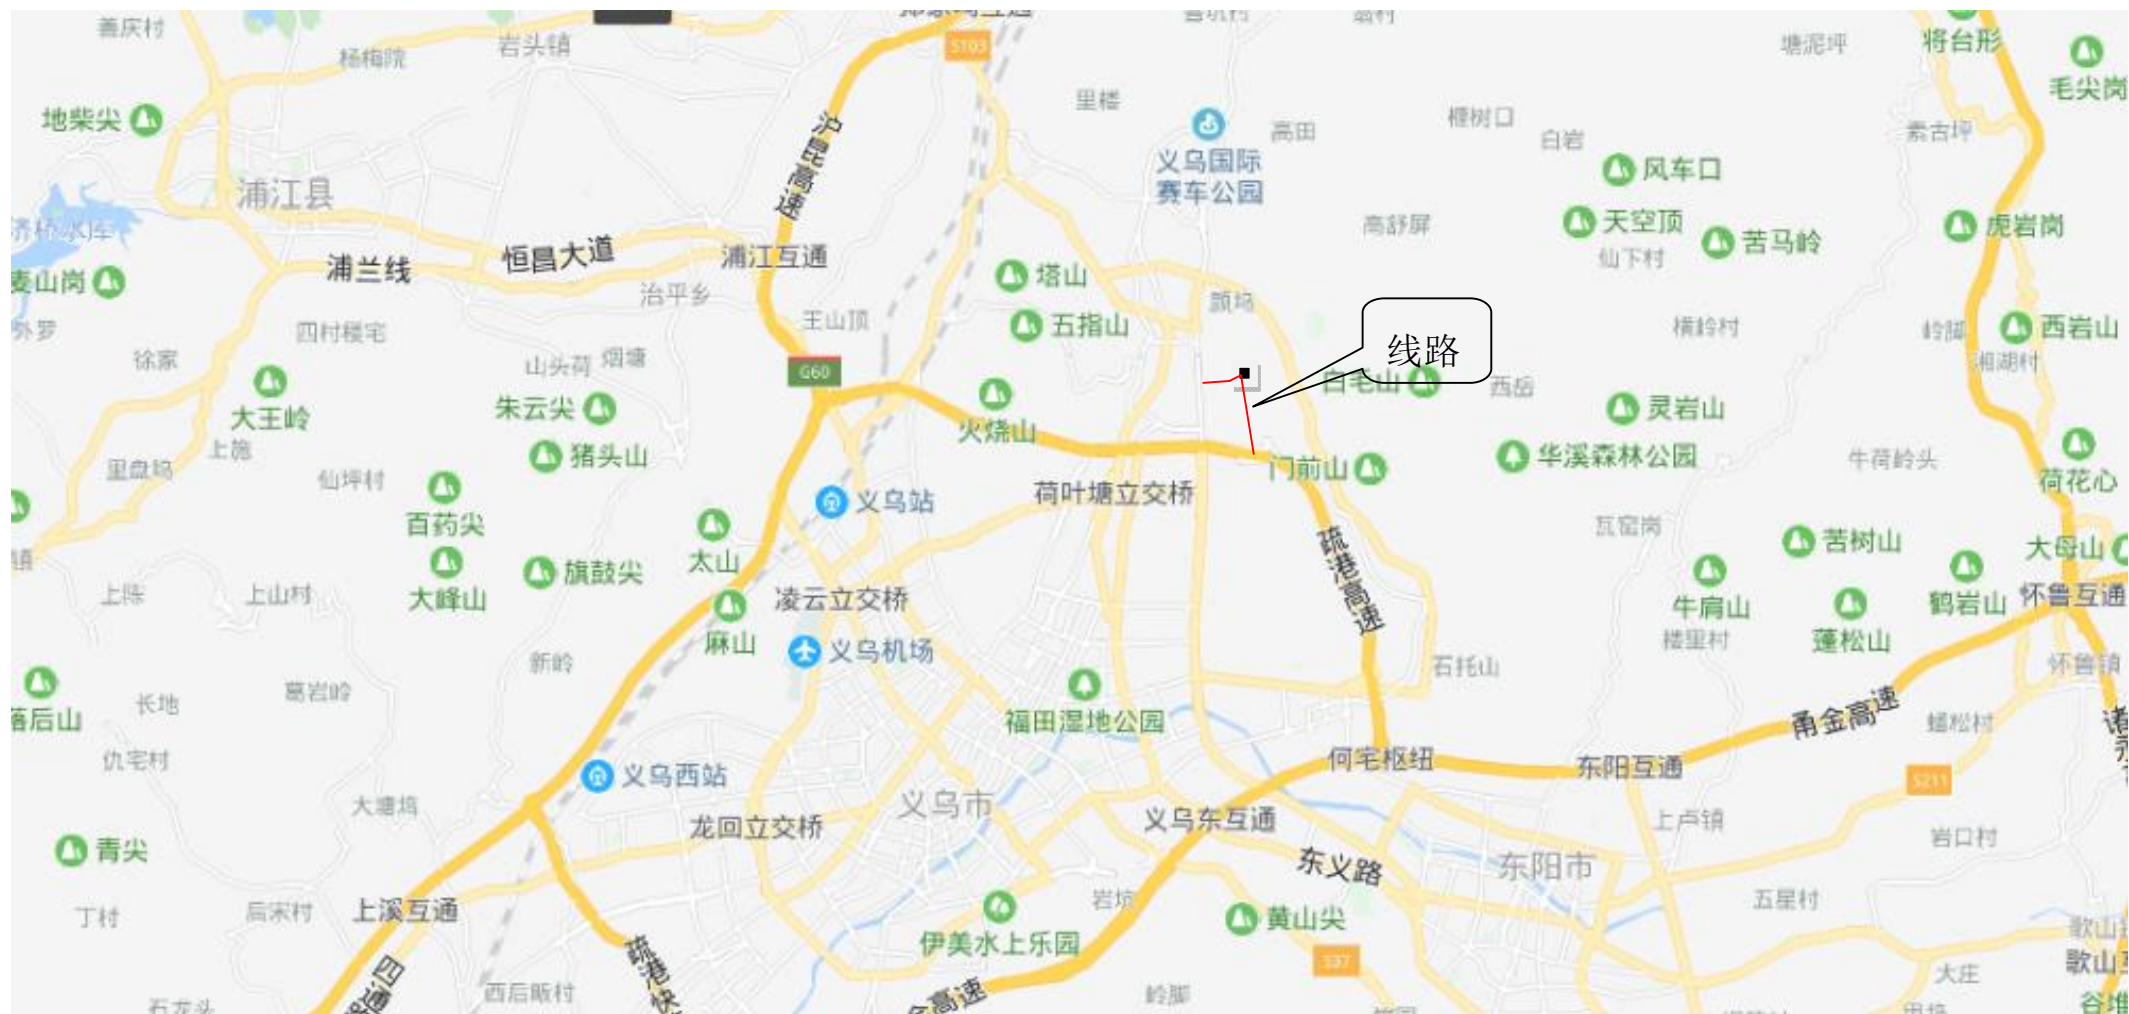 善庆村
岩头镇
S103
杨梅院
里楼
塘泥坪
将台形
毛尖岗
地柴尖
沪昆高速
义乌国际
赛车公园
高田
榧树口
白岩
素古坪
风车口
浦江县
天空顶
苦马岭
虎岩岗
高舒屏
仙下村
浦兰线
恒昌大道
浦江互通
塔山
麦山岗
治平乡
颜坞
外罗
四村楼宅
王山顶
五指山
线路
横岭村
岭脚
西岩山
湘湖村
徐家
山头荷
烟塘
G60
大王岭
朱云尖
火烧山
白毛山
西岳
灵岩山
上施
猪头山
里盘坞
仙坪村
门前山
华溪森林公园
牛荷岭头
荷花心
百药尖
义乌站
荷叶塘立交桥
太山
瓦窑岗
疏港高速
苦树山
大母山
大峰山
旗鼓尖
上陈
上山村
凌云立交桥
牛肩山
鹤岩山
怀鲁互通
麻山
义乌机场
楼里村
蓬松山
新岭
石托山
怀鲁镇
葛岩岭
长地
落后山
福田湿地公园
甬金高速
蟠松村
仇宅村
义乌西站
何宅枢纽
东阳互通
S211
大塘坞
义乌市
龙回立交桥
义乌东互通
上卢镇
岩口村
青尖
东义路
东阳市
丁村
后宋村
上溪互通
岩坑
五星村
黄山尖
伊美水上乐园
歌山
疏港快
S37
大庄
四通
西后畈村
金高速
岭脚
石龙头